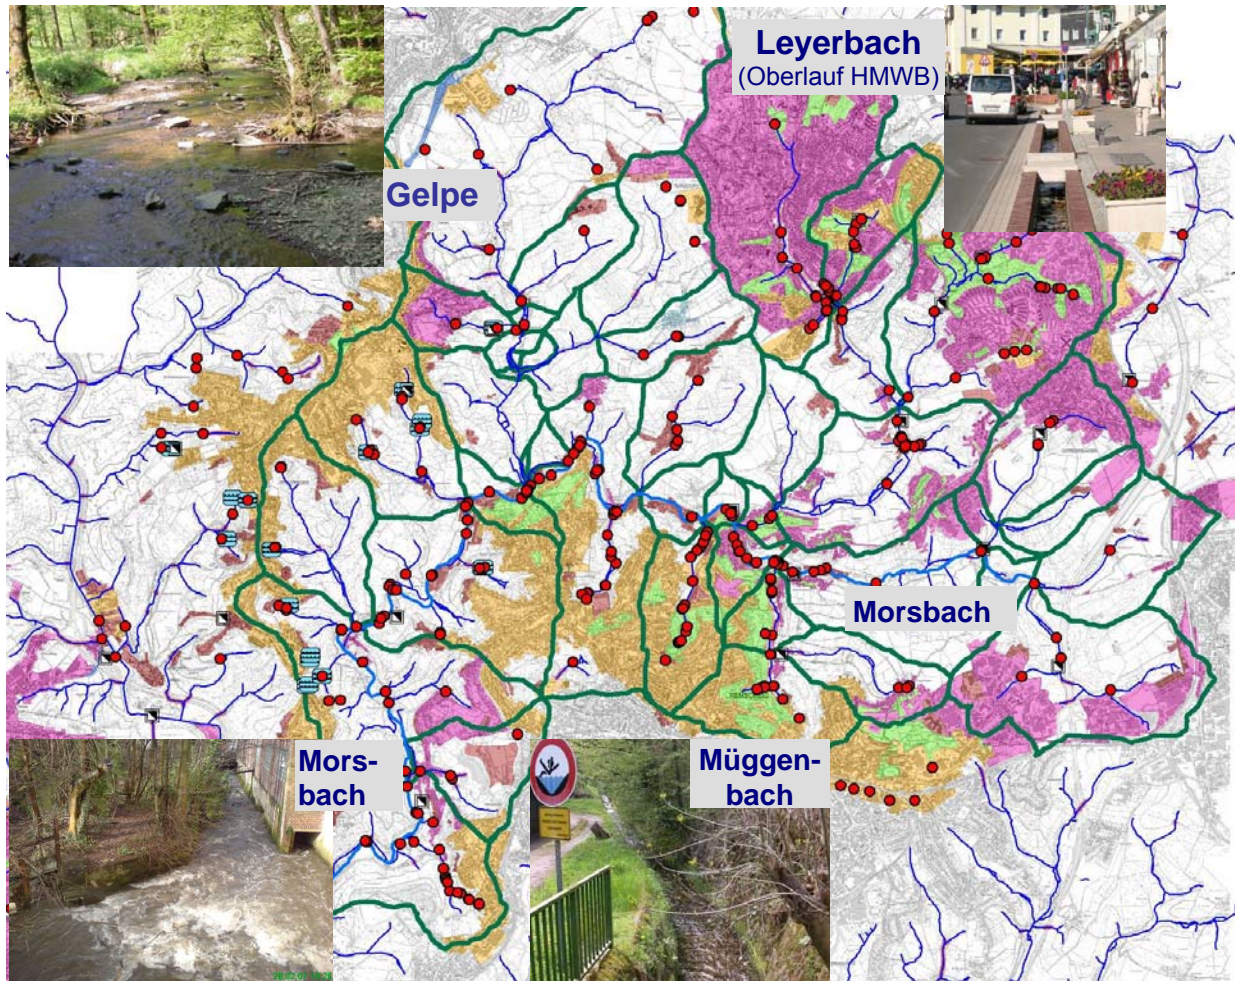 Leyerbach
(Oberlauf HMWB)
Gelpe
Morsbach
Mors-
bach
Müggen-
bach